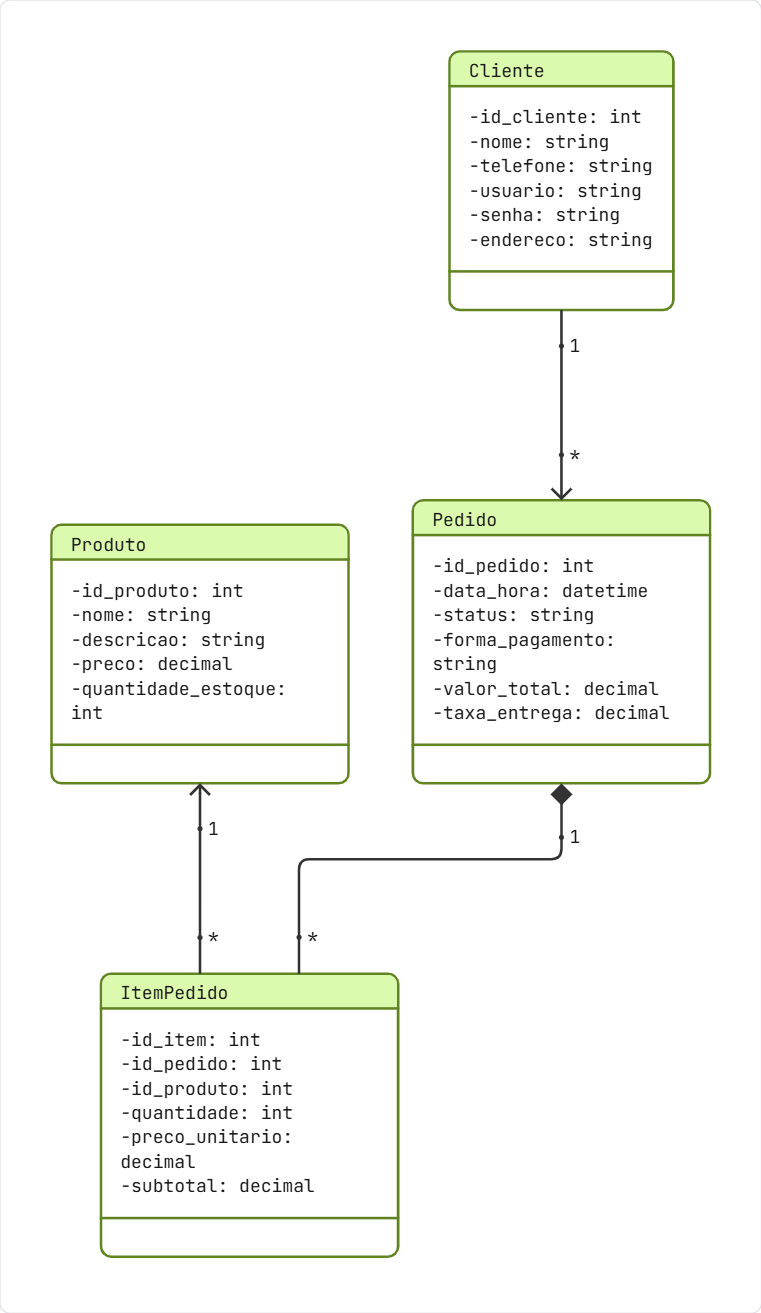 Cliente
-id_cliente: int
-nome: string
-telefone: string
-usuario: string
-senha: string
-endereco: string
1
*
Produto
-id_produto: int
-nome: string
-descricao: string
-preco: decimal
-quantidade_estoque:
int
Pedido
-id_pedido: int
-data_hora: datetime
-status: string
-forma_pagamento:
string
-valor_total: decimal
-taxa_entrega: decimal
1
1
*
*
ItemPedido
-id_item: int
-id_pedido: int
-id_produto: int
-quantidade: int
-preco_unitario:
decimal
-subtotal: decimal